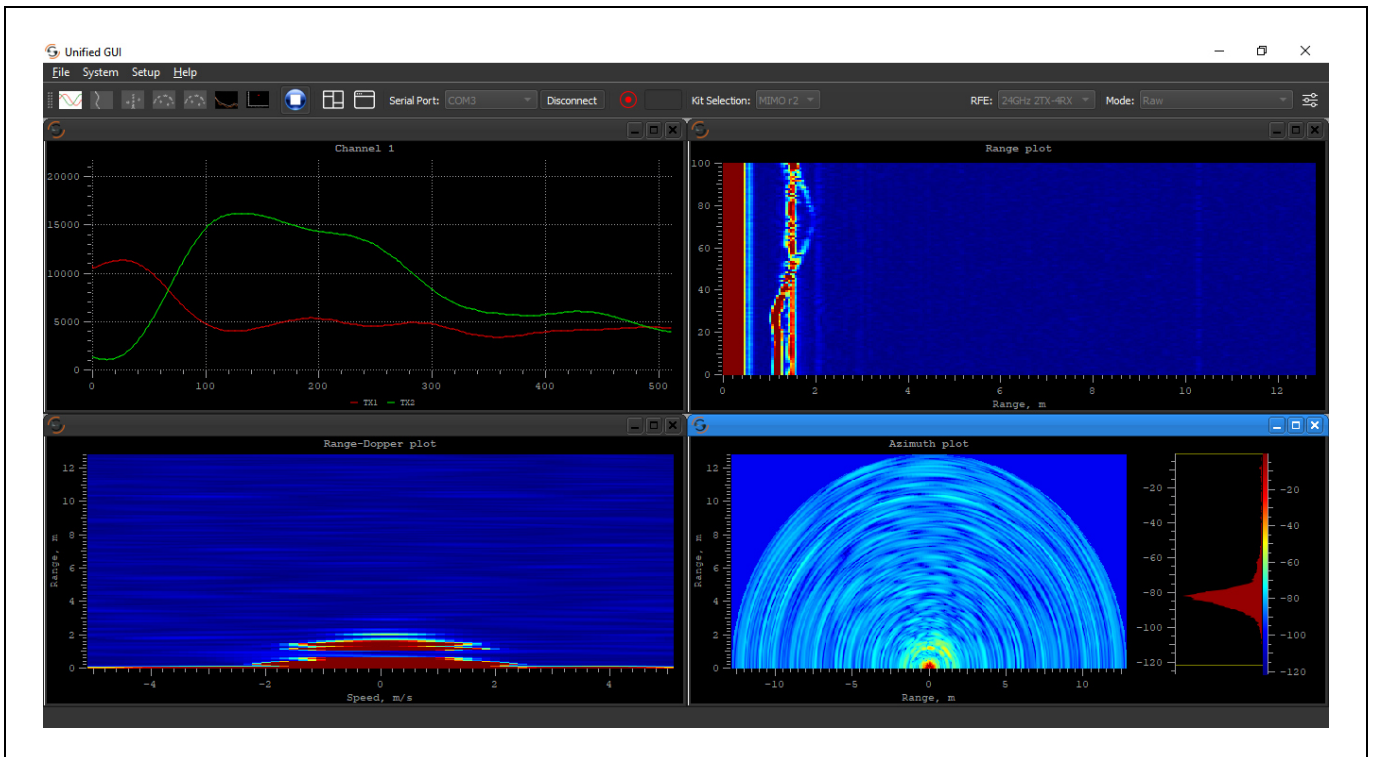 Unified GUI
File System Setup Help
Serial Port: COM3 Disconnect Kit Selection: MIMO r2 RFE: 24GHz 2TX-4RX Mode: Raw
Channel 1
20000
15000
10000
5000
0
0 100 200 300 400 500
TX1 TX2
Range plot
100
80
60
40
20
0
0 2 4 6 8 10 12
Range, m
Range-Dopper plot
12
10
8
6
4
2
0
Range, m
-4 -2 0 2 4
Speed, m/s
Azimuth plot
12
10
8
6
4
2
0
Range, m
-10 -5 0 5 10
Range, m
-20
-40
-60
-80
-100
-120
-20
-40
-60
-80
-100
-120